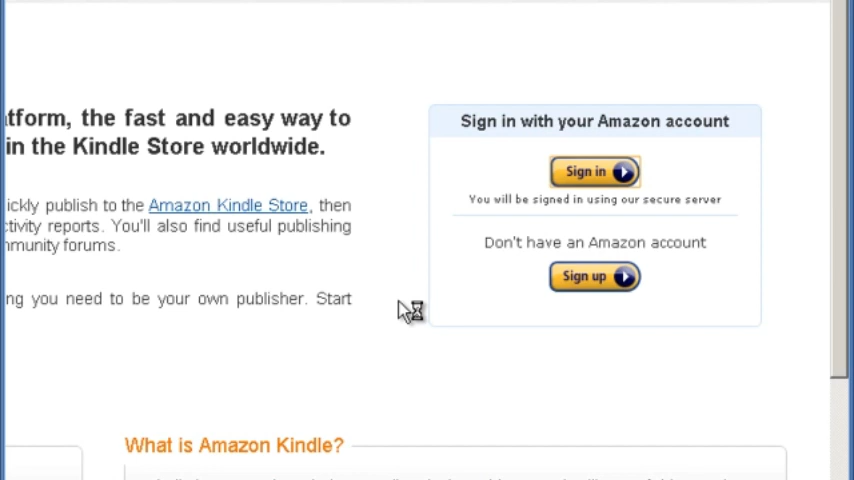 tform, the fast and easy way to
in the Kindle Store worldwide.
ickly publish to the Amazon Kindle Store, then
ctivity reports. You'll also find useful publishing
nmunity forums.
ng you need to be your own publisher. Start
Sign in with your Amazon account
Sign in
You will be signed in using our secure server
Don't have an Amazon account
Sign up
What is Amazon Kindle?